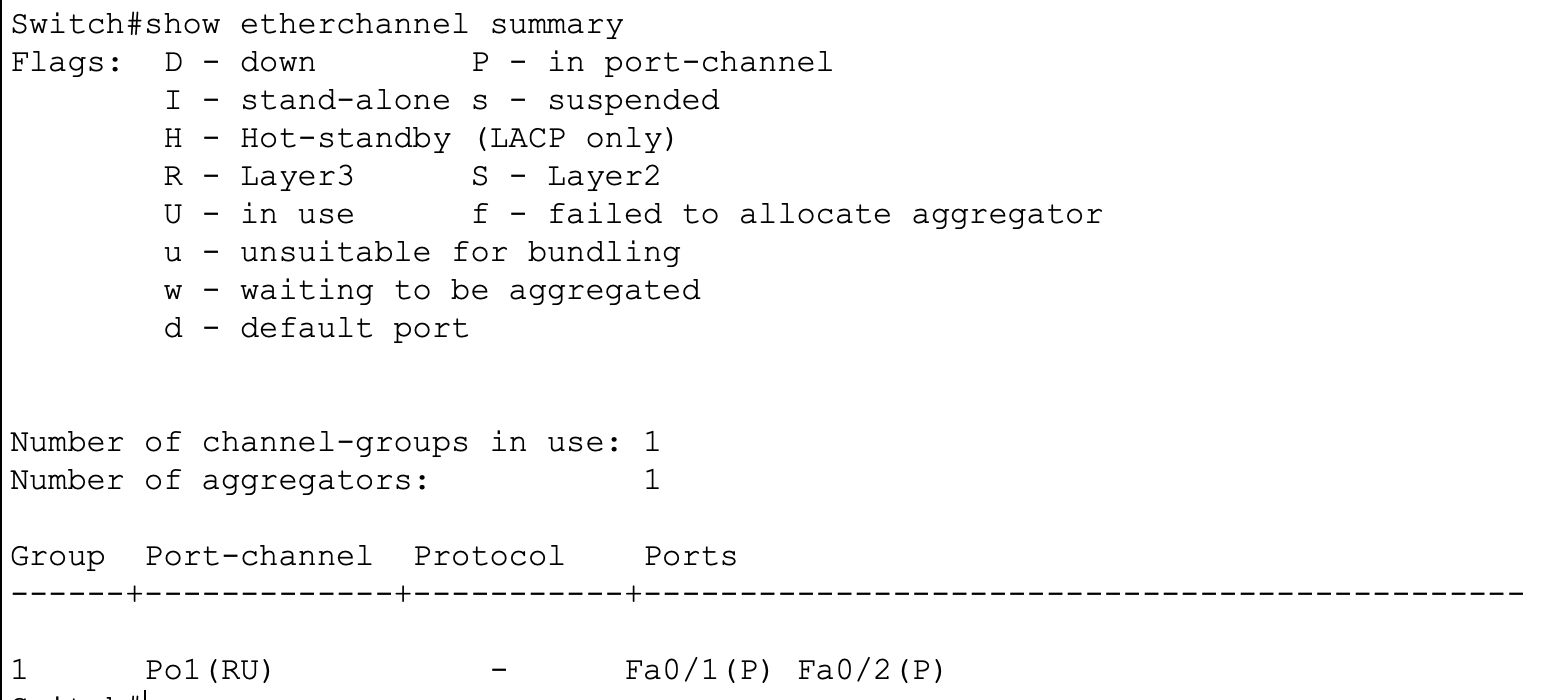 Switch#show etherchannel summary
Flags:  D - down        P - in port-channel
        I - stand-alone s - suspended
        H - Hot-standby (LACP only)
        R - Layer3      S - Layer2
        U - in use      f - failed to allocate aggregator
        u - unsuitable for bundling
        w - waiting to be aggregated
        d - default port
Number of channel-groups in use: 1
Number of aggregators:           1
Group  Port-channel  Protocol    Ports
------+-------------+-----------+----------------------------------------------
1      Po1(RU)           -      Fa0/1(P) Fa0/2(P)
Switch#